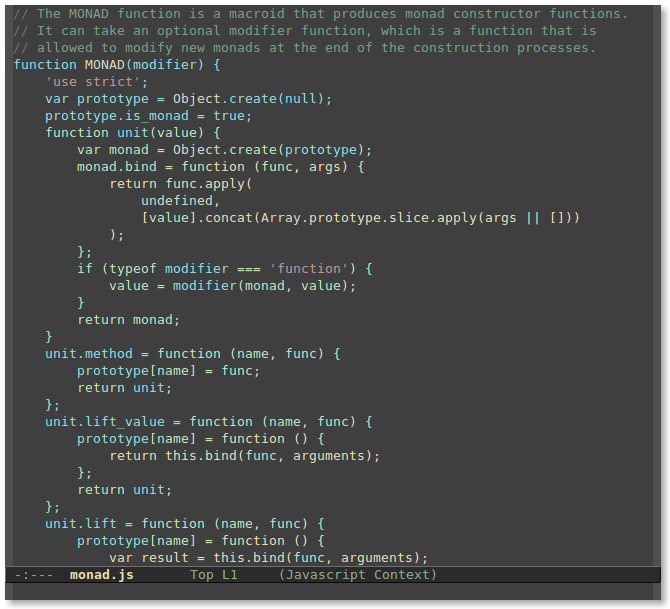 // The MONAD function is a macroid that produces monad constructor functions.
// It can take an optional modifier function, which is a function that is
// allowed to modify new monads at the end of the construction processes.
function MONAD(modifier) {
    'use strict';
    var prototype = Object.create(null);
    prototype.is_monad = true;
    function unit(value) {
        var monad = Object.create(prototype);
        monad.bind = function (func, args) {
            return func.apply(
                undefined,
                [value].concat(Array.prototype.slice.apply(args || []))
            );
        };
        if (typeof modifier === 'function') {
            value = modifier(monad, value);
        }
        return monad;
    }
    unit.method = function (name, func) {
        prototype[name] = func;
        return unit;
    };
    unit.lift_value = function (name, func) {
        prototype[name] = function () {
            return this.bind(func, arguments);
        };
        return unit;
    };
    unit.lift = function (name, func) {
        prototype[name] = function () {
            var result = this.bind(func, arguments);
-:---  monad.js       Top L1     (Javascript Context)